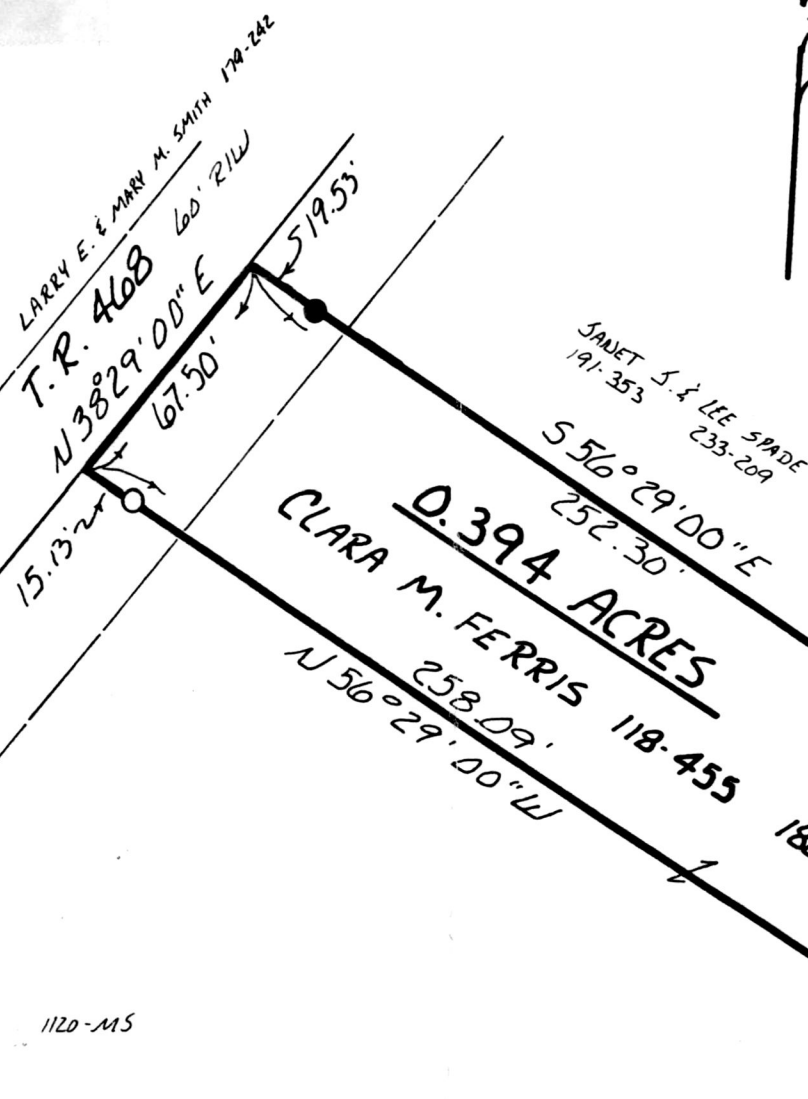 LARRY E. & MARY M. SMITH 179-242
T.R. 468 60' R/W
N 38°29'00" E
67.50'
19.53'
15.13'
JANET J. & LEE SPADE
191-353
233-209
S 56°29'00" E
252.30'
0.394 ACRES
CLARA M. FERRIS 118-455
258.09'
N 56°29'00" W
1120-MS